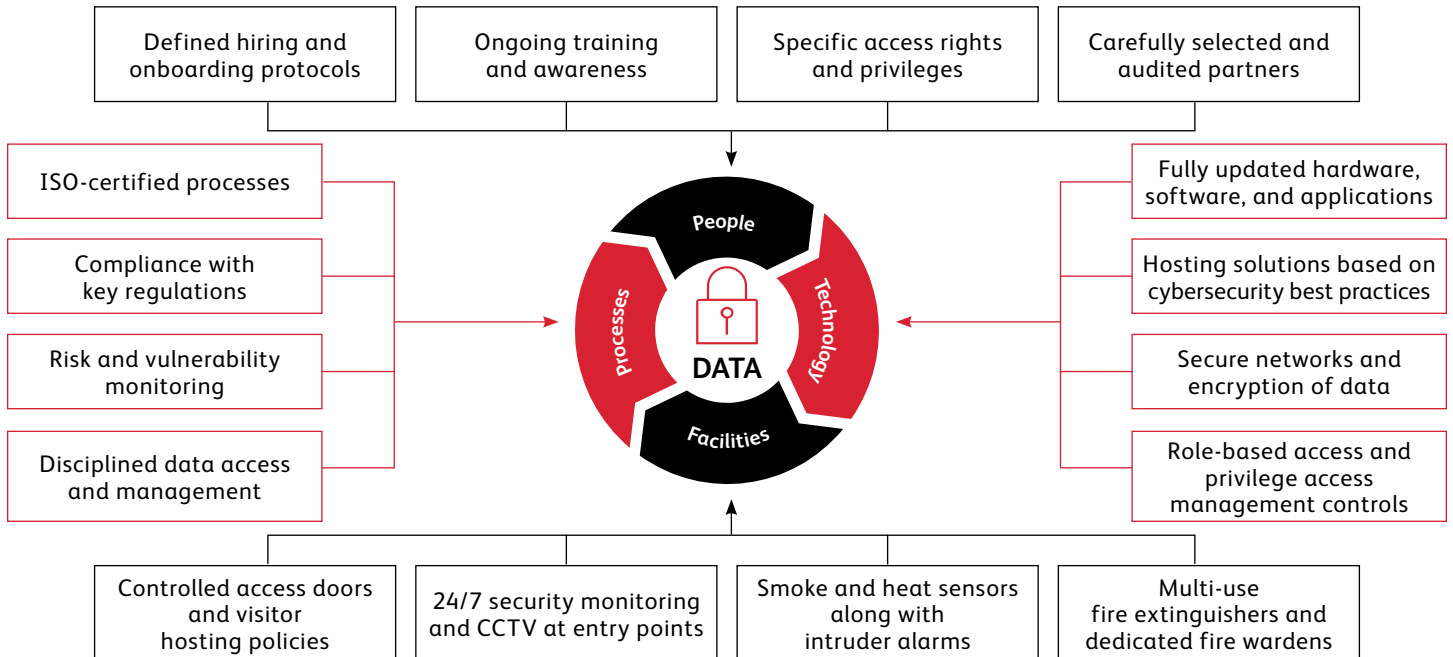 Defined hiring and
onboarding protocols
Ongoing training
and awareness
Specific access rights
and privileges
Carefully selected and
audited partners
ISO-certified processes
Compliance with
key regulations
Risk and vulnerability
monitoring
Disciplined data access
and management
People
Processes
Technology
Facilities
DATA
Fully updated hardware,
software, and applications
Hosting solutions based on
cybersecurity best practices
Secure networks and
encryption of data
Role-based access and
privilege access
management controls
Controlled access doors
and visitor
hosting policies
24/7 security monitoring
and CCTV at entry points
Smoke and heat sensors
along with
intruder alarms
Multi-use
fire extinguishers and
dedicated fire wardens